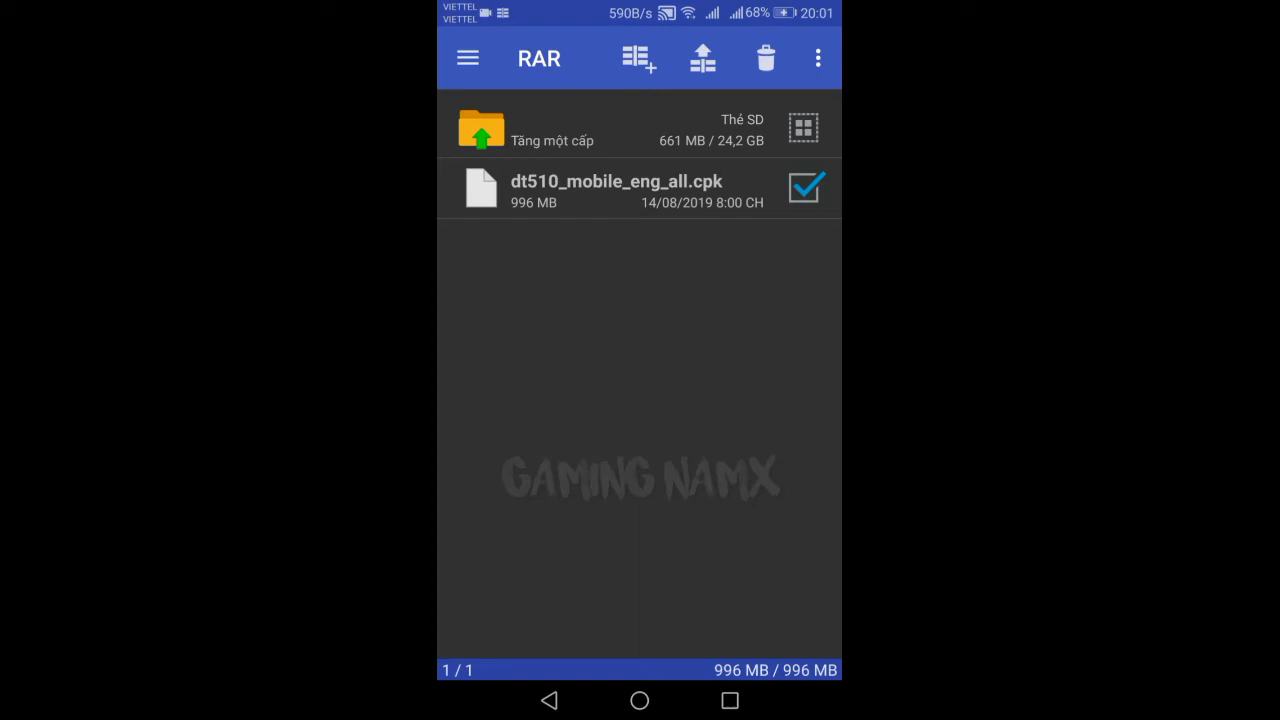 VIETTEL
VIETTEL
590B/s
68%
20:01
RAR
Thẻ SD
Tăng một cấp
661 MB / 24,2 GB
dt510_mobile_eng_all.cpk
996 MB
14/08/2019 8:00 CH
GAMING NAMX
1 / 1
996 MB / 996 MB